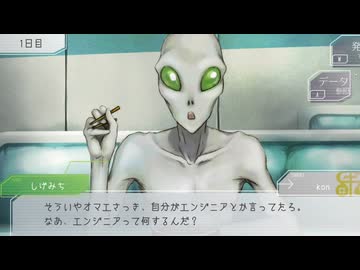 1日目
発
データ
しげみち
kon
そういやオマエさっき、自分がエンジニアとか言ってたろ。
なあ、エンジニアって何するんだ？